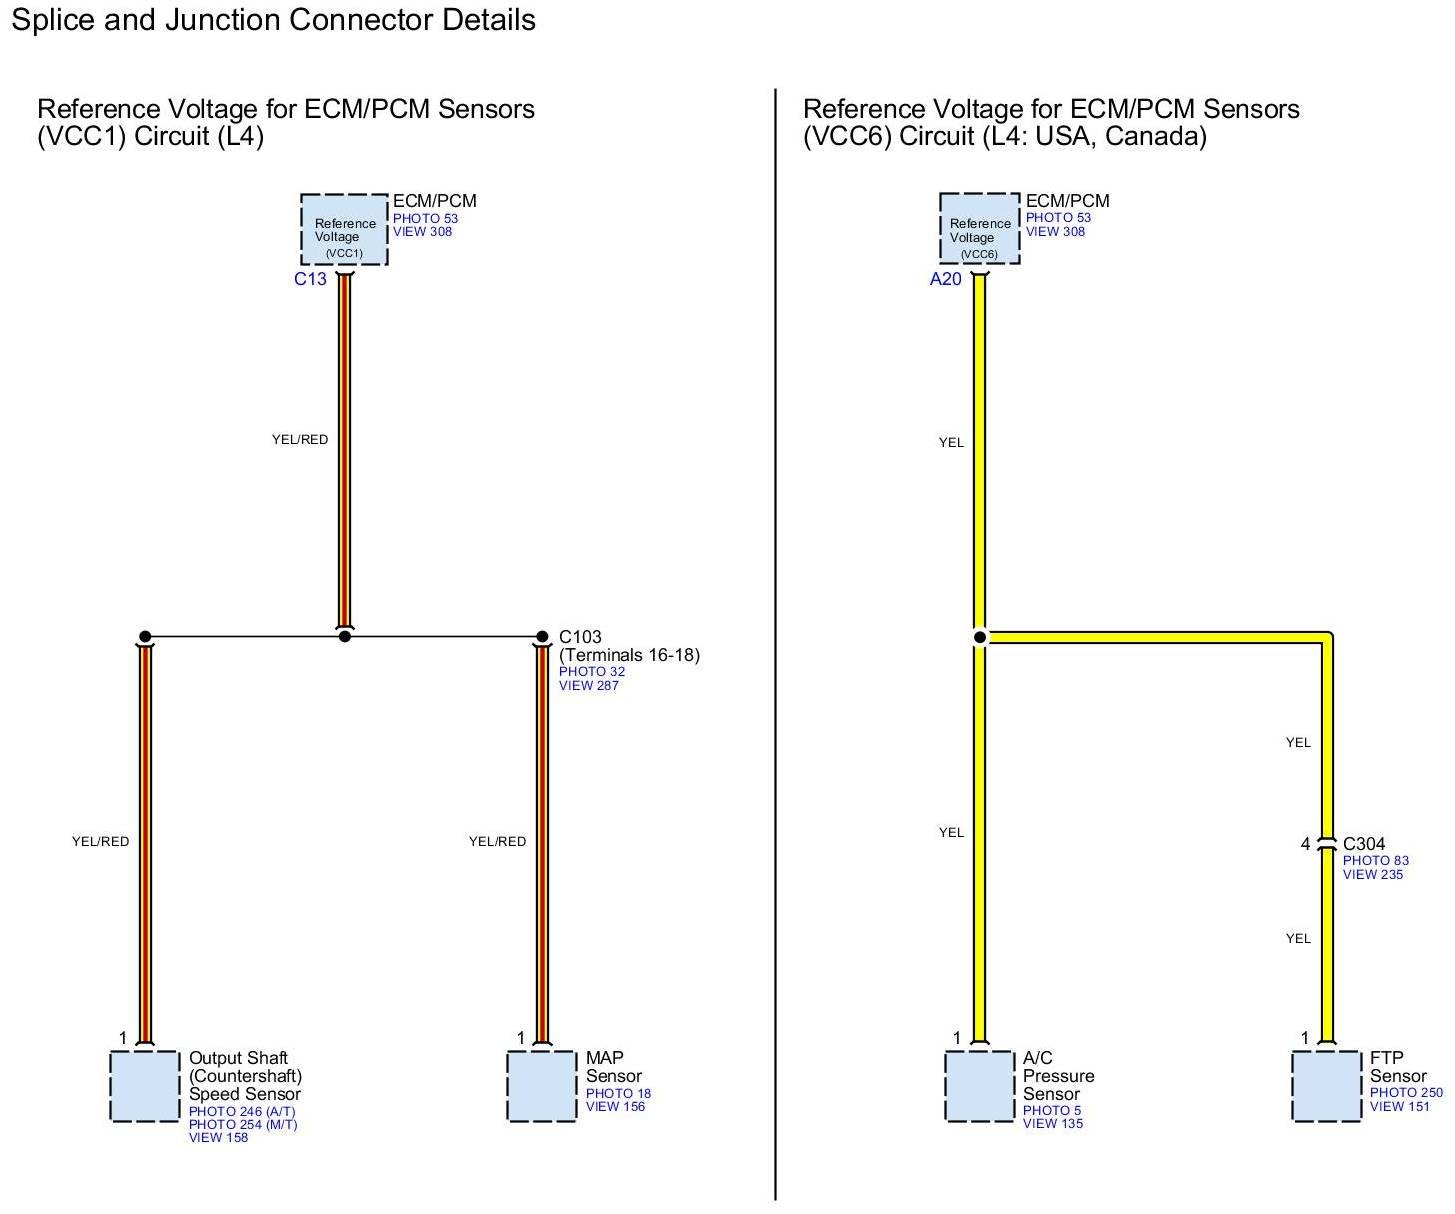 Splice and Junction Connector Details
Reference Voltage for ECM/PCM Sensors
(VCC1) Circuit (L4)
ECM/PCM
PHOTO 53
VIEW 308
Reference
Voltage
(VCC1)
C13
YEL/RED
C103
(Terminals 16-18)
PHOTO 32
VIEW 287
YEL/RED
YEL/RED
1
Output Shaft
(Countershaft)
Speed Sensor
PHOTO 246 (A/T)
PHOTO 254 (M/T)
VIEW 158
1
MAP
Sensor
PHOTO 18
VIEW 156
Reference Voltage for ECM/PCM Sensors
(VCC6) Circuit (L4: USA, Canada)
ECM/PCM
PHOTO 53
VIEW 308
Reference
Voltage
(VCC6)
A20
YEL
YEL
YEL
4
C304
PHOTO 83
VIEW 235
YEL
1
A/C
Pressure
Sensor
PHOTO 5
VIEW 135
1
FTP
Sensor
PHOTO 250
VIEW 151